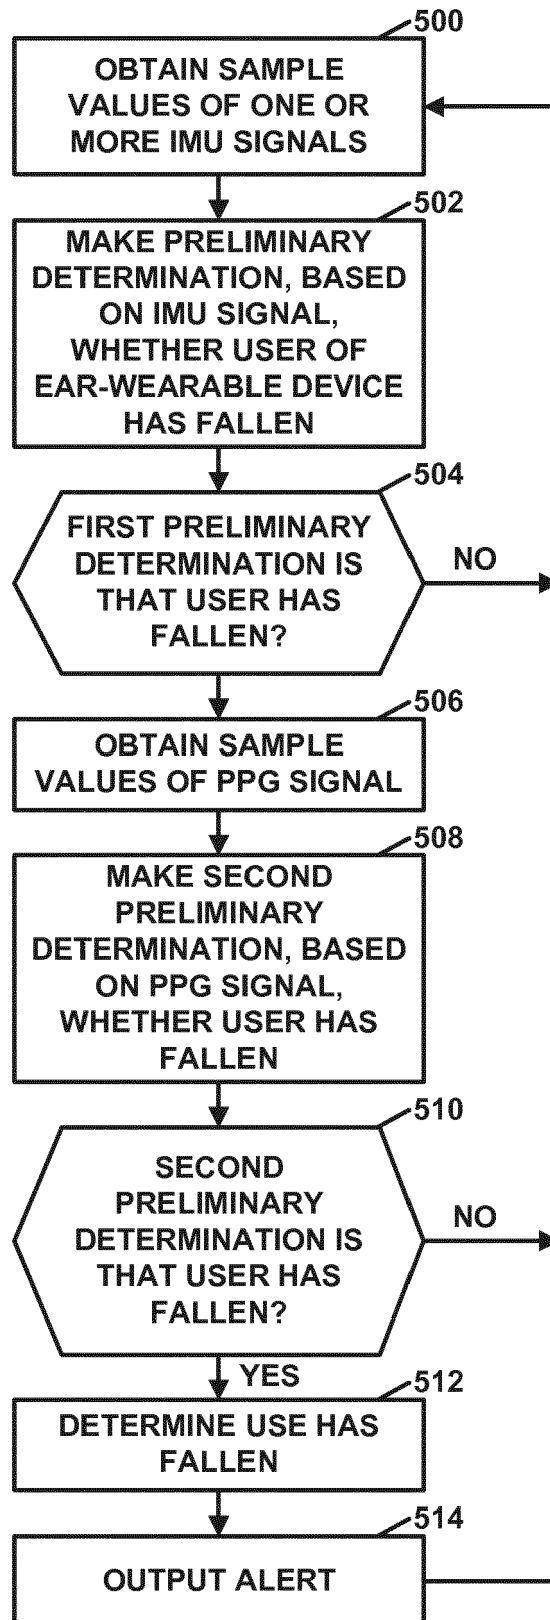 500
OBTAIN SAMPLE
VALUES OF ONE OR
MORE IMU SIGNALS
502
MAKE PRELIMINARY
DETERMINATION, BASED
ON IMU SIGNAL,
WHETHER USER OF
EAR-WEARABLE DEVICE
HAS FALLEN
504
FIRST PRELIMINARY
DETERMINATION IS
THAT USER HAS
FALLEN?
NO
506
OBTAIN SAMPLE
VALUES OF PPG SIGNAL
508
MAKE SECOND
PRELIMINARY
DETERMINATION, BASED
ON PPG SIGNAL,
WHETHER USER HAS
FALLEN
510
SECOND
PRELIMINARY
DETERMINATION IS
THAT USER HAS
FALLEN?
NO
YES
512
DETERMINE USE HAS
FALLEN
514
OUTPUT ALERT